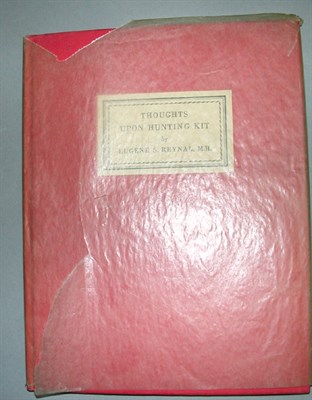 THOUGHTS
UPON HUNTING KIT
by
EUGENE S. REYNAL, M.H.